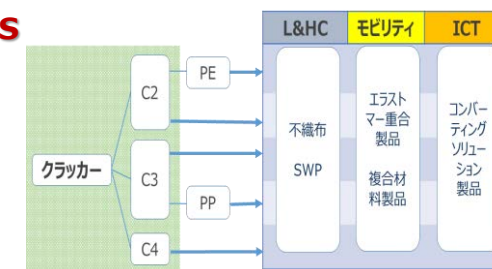 s
L&HC モビリティ ICT
PE
C2
クラッカー
C3
PP
C4
不織布
SWP
エラスト
マー重合
製品
複合材
料製品
コンバー
ティング
ソリュー
ション
製品